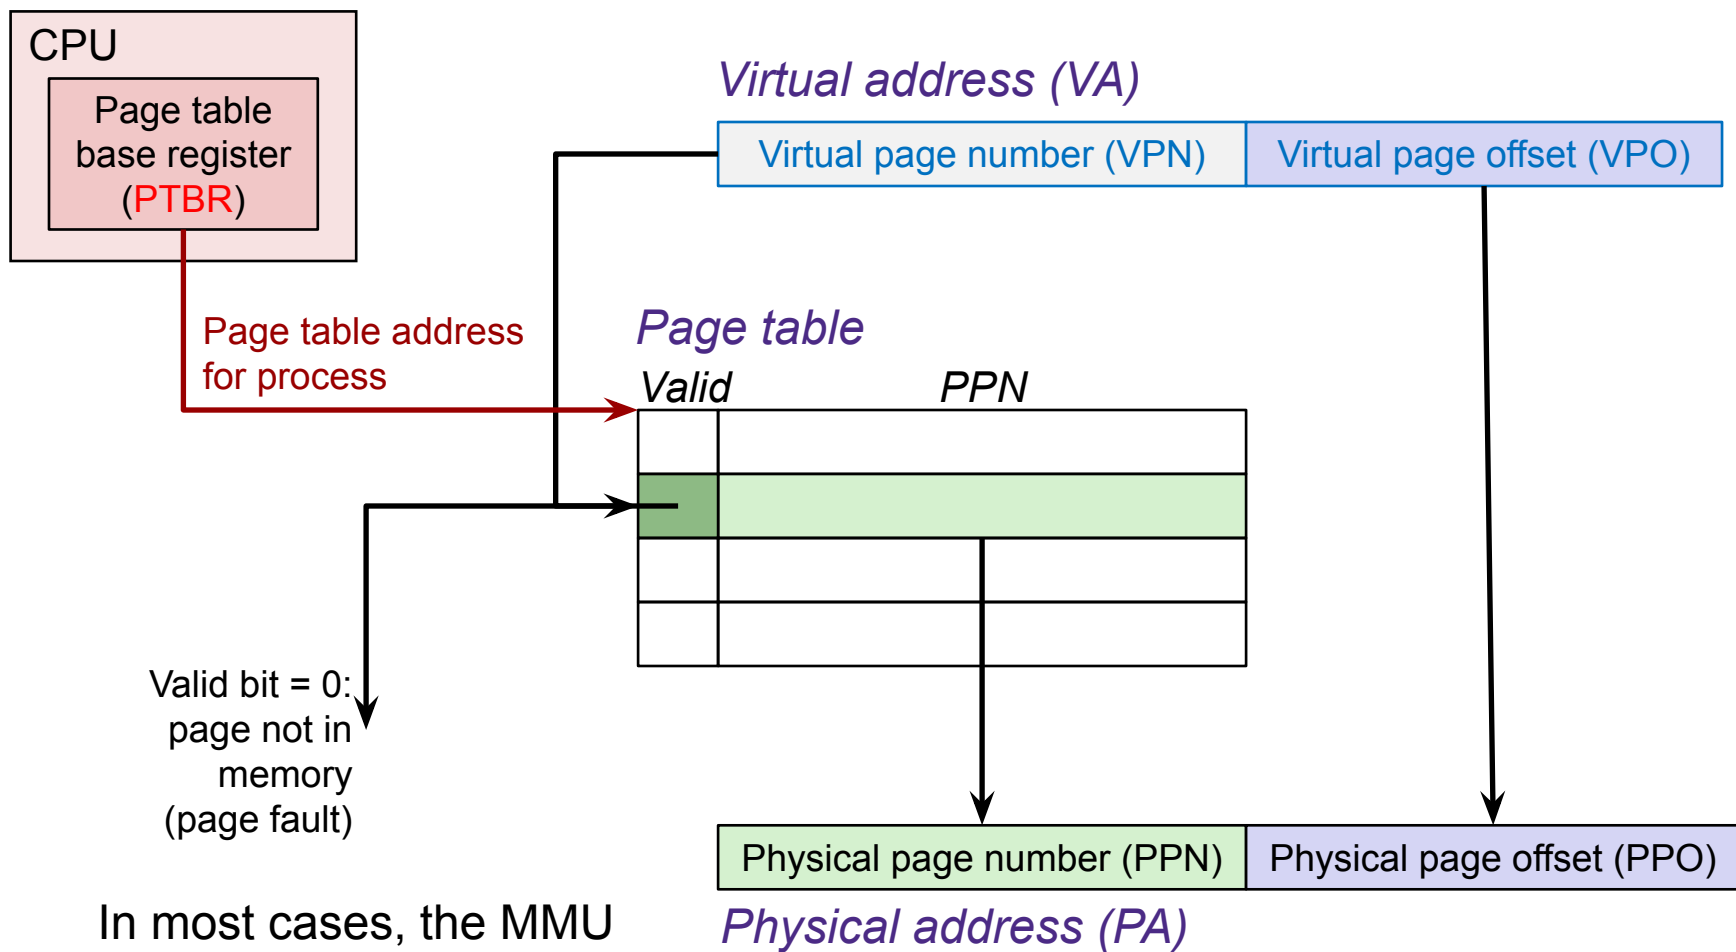 CPU
Page table
base register
(PTBR)
Virtual address (VA)
Virtual page number (VPN)
Virtual page offset (VPO)
Page table address
for process
Page table
Valid
PPN
Valid bit = 0:
page not in
memory
(page fault)
Physical page number (PPN)
Physical page offset (PPO)
In most cases, the MMU
Physical address (PA)